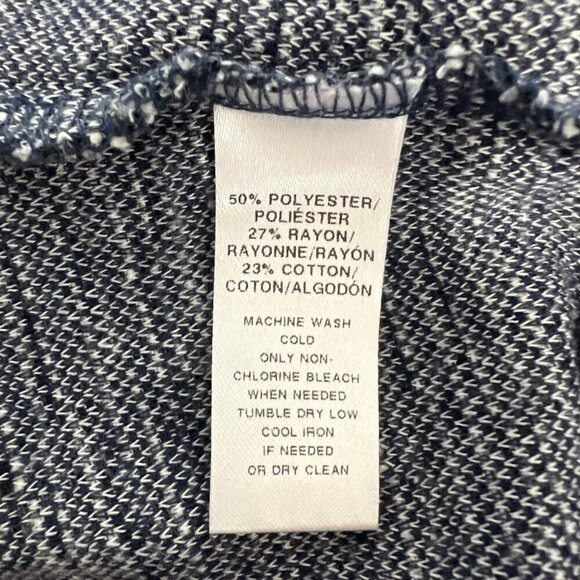 50% POLYESTER/
POLIÉSTER
27% RAYON/
RAYONNE/RAYÓN
23% COTTON/
COTON/ALGODÓN
MACHINE WASH
COLD
ONLY NON-
CHLORINE BLEACH
WHEN NEEDED
TUMBLE DRY LOW
COOL IRON
IF NEEDED
OR DRY CLEAN